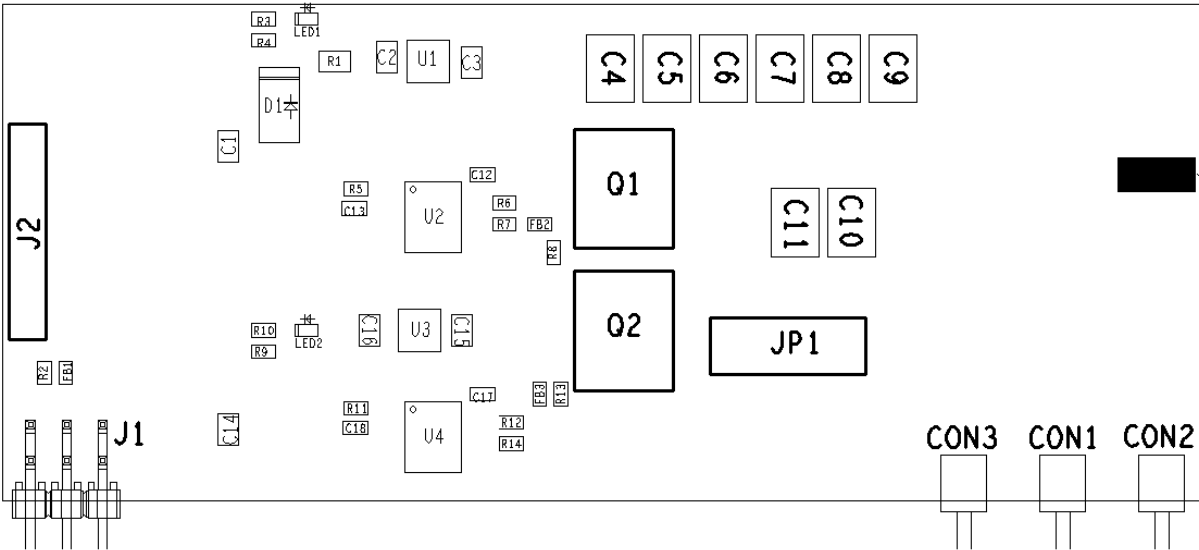 R3
LED1
R4
R1
C2
U1
C3
C4
C5
C6
C7
C8
C9
D1
C1
C12
R5
C13
U2
R6
R7
FB2
R8
Q1
C11
C10
J2
R10
LED2
R9
C16
U3
C15
Q2
JP1
R2
FB1
C17
FB3
R13
R11
C18
U4
R12
R14
C14
J1
CON3
CON1
CON2